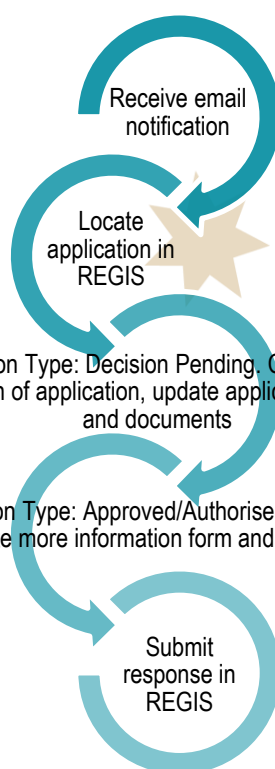 Receive email
notification
Locate
application in
REGIS
on Type: Decision Pending.
of application, update
and documents
on Type: Approved/Authorise
more information form and
Submit
response in
REGIS